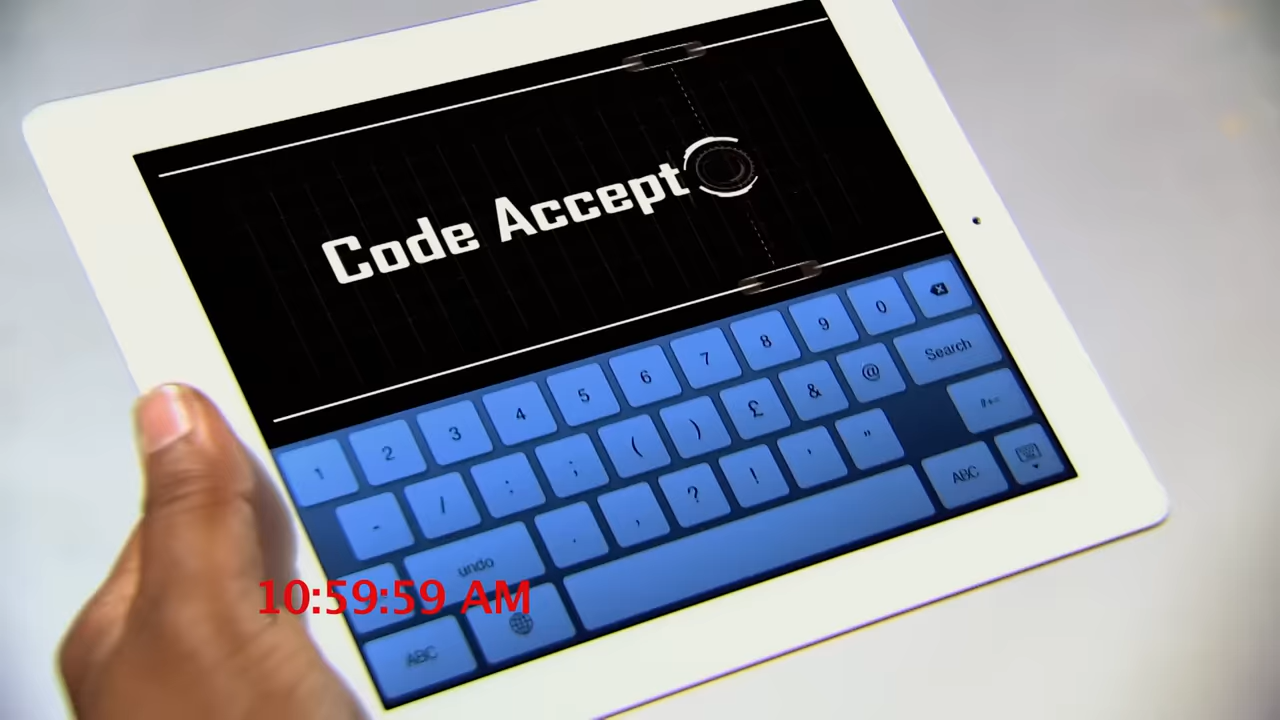 Code Accept
1 2 3 4 5 6 7 8 9 0
- / : ; ( ) £ & @ Search
undo . , ? ! ' " #+=
ABC ABC
10:59:59 AM